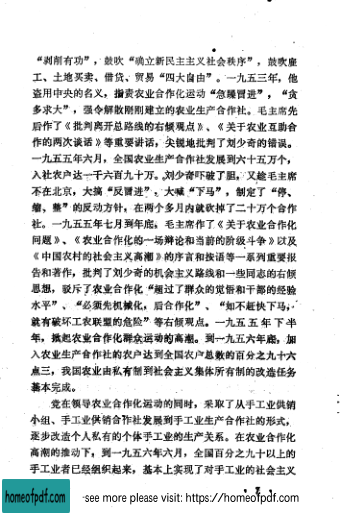 “剥削有功”，鼓吹“确立新民主主义社会秩序”，鼓吹雇
工、土地买卖、借贷、贸易“四大自由”。一九五三年，他
盗用中央的名义，指责农业合作化运动“急躁冒进”，“贪
多求大”，强令解散刚刚建立的农业生产合作社。毛主席先
后作了《批判离开总路线的右倾观点》、《关于农业互助合
作的两次谈话》等重要讲话，尖锐地批判了刘少奇的错误。
一九五五年六月，全国农业生产合作社发展到六十五万个，
入社农户达一千六百九十万。刘少奇吓破了胆，又趁毛主席
不在北京，大搞“反冒进”，大喊“下马”，制定了“停、
缩、整”的反动方针，在两个多月内就砍掉了二十万个合作
社。一九五五年七月到年底，毛主席作了《关于农业合作化
问题》、《农业合作化的一场辩论和当前的阶级斗争》以及
《中国农村的社会主义高潮》的序言和按语等一系列重要报
告和著作，批判了刘少奇的机会主义路线和一些同志的右倾
思想，驳斥了农业合作化“超过了群众的觉悟和干部的经验
水平”、“必须先机械化，后合作化”、“如不赶快下马，
就有破坏工农联盟的危险”等右倾观点。一九五五年下半
年，掀起农业合作化群众运动的高潮。到一九五六年底，加
入农业生产合作社的农户达到全国农户总数的百分之九十六
点三，我国农业由私有制到社会主义集体所有制的改造任务
基本完成。
党在领导农业合作化运动的同时，采取了从手工业供销
小组、手工业供销合作社发展到手工业生产合作社的形式，
逐步改造个人私有的个体手工业的生产关系。在农业合作化
高潮的推动下，到一九五六年六月，全国百分之九十以上的
手工业者已经组织起来，基本上实现了对手工业的社会主义
homeofpdf.com
-see more please visit: https://homeofpdf.com